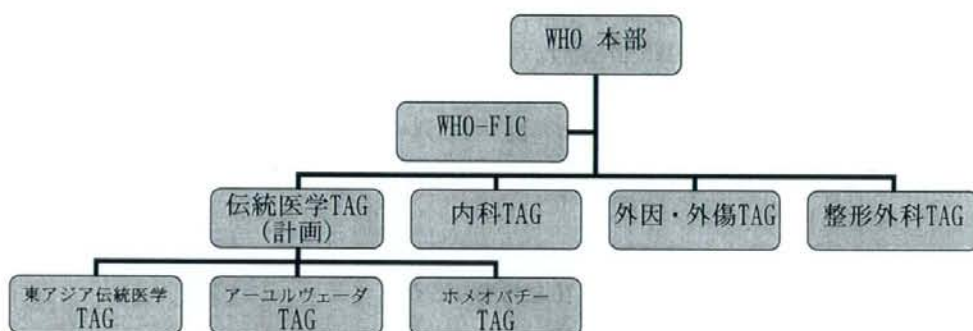 WHO 本部
WHO-FIC
伝統医学TAG
(計画)
内科TAG
外因・外傷TAG
整形外科TAG
東アジア伝統医学
TAG
アーユルヴェーダ
TAG
ホメオパチー
TAG